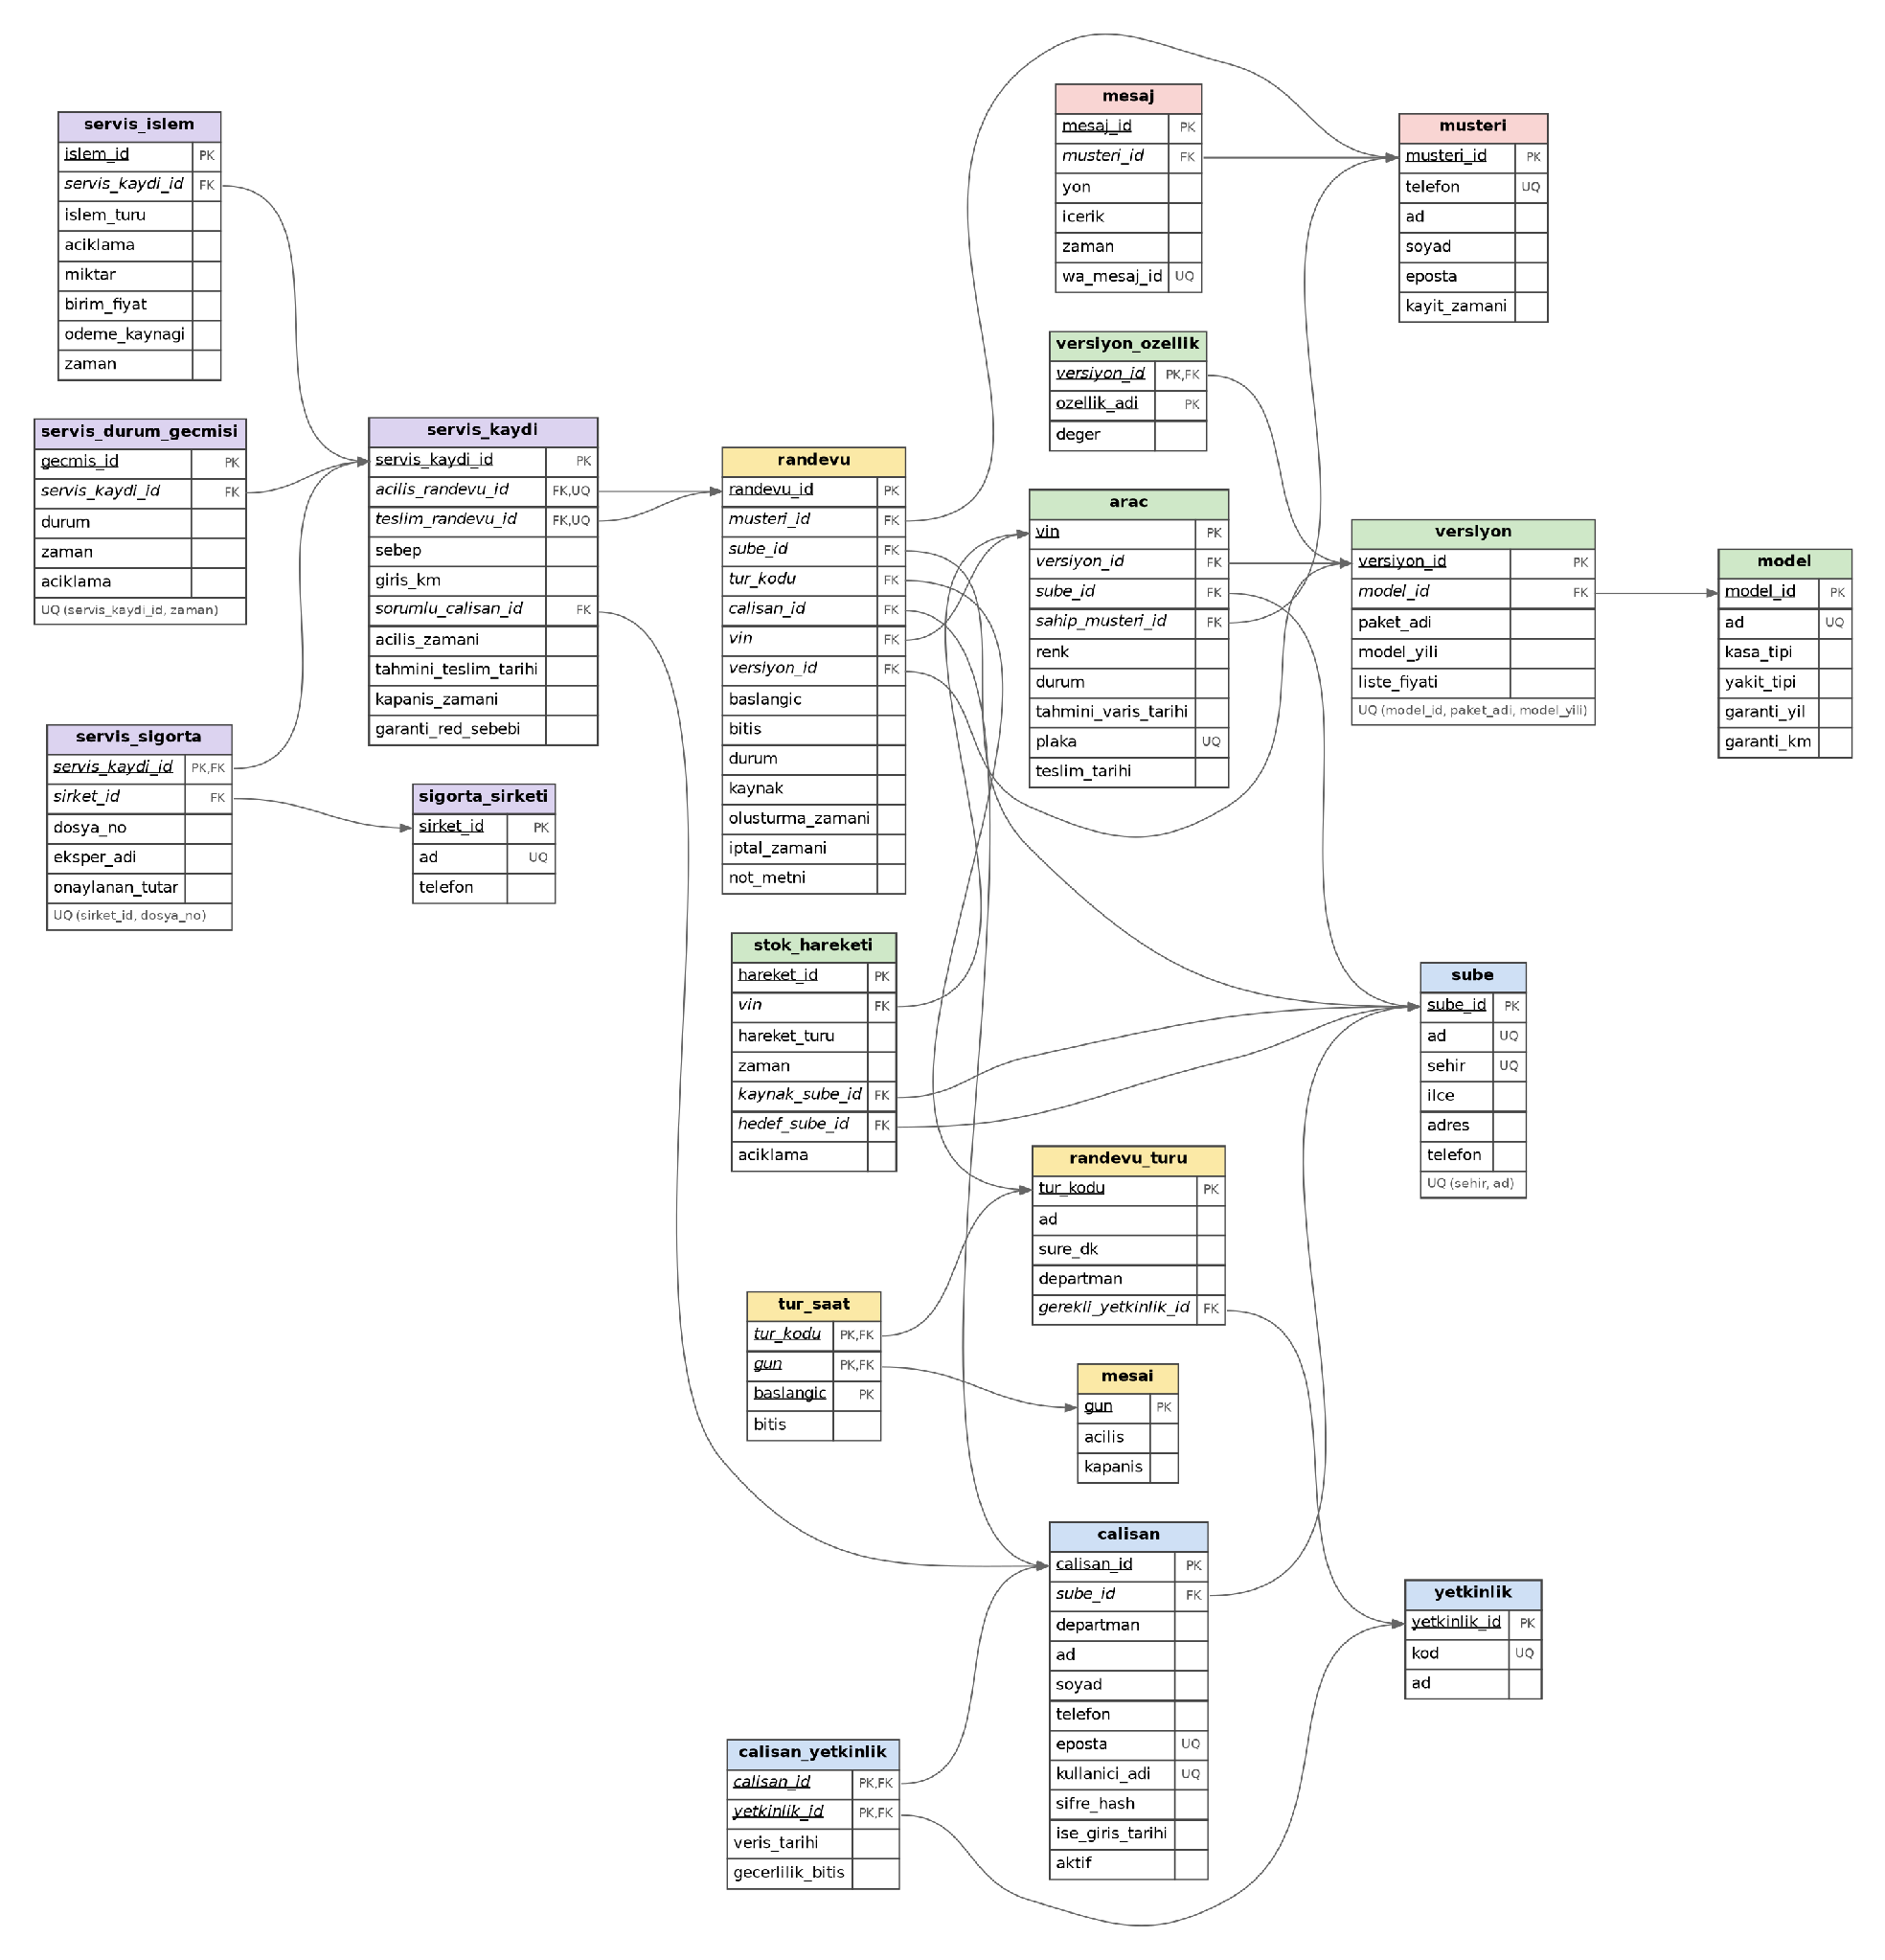 servis_islem
islem_id PK
servis_kaydi_id FK
islem_turu
aciklama
miktar
birim_fiyat
odeme_kaynagi
zaman
servis_durum_gecmisi
gecmis_id PK
servis_kaydi_id FK
durum
zaman
aciklama
UQ (servis_kaydi_id, zaman)
servis_sigorta
servis_kaydi_id PK,FK
sirket_id FK
dosya_no
eksper_adi
onaylanan_tutar
UQ (sirket_id, dosya_no)
servis_kaydi
servis_kaydi_id PK
acilis_randevu_id FK,UQ
teslim_randevu_id FK,UQ
sebep
giris_km
sorumlu_calisan_id FK
acilis_zamani
tahmini_teslim_tarihi
kapanis_zamani
garanti_red_sebebi
sigorta_sirketi
sirket_id PK
ad UQ
telefon
randevu
randevu_id PK
musteri_id FK
sube_id FK
tur_kodu FK
calisan_id FK
vin FK
versiyon_id FK
baslangic
bitis
durum
kaynak
olusturma_zamani
iptal_zamani
not_metni
stok_hareketi
hareket_id PK
vin FK
hareket_turu
zaman
kaynak_sube_id FK
hedef_sube_id FK
aciklama
tur_saat
tur_kodu PK,FK
gun PK,FK
baslangic PK
bitis
calisan_yetkinlik
calisan_id PK,FK
yetkinlik_id PK,FK
veris_tarihi
gecerlilik_bitis
mesaj
mesaj_id PK
musteri_id FK
yon
icerik
zaman
wa_mesaj_id UQ
versiyon_ozellik
versiyon_id PK,FK
ozellik_adi PK
deger
arac
vin PK
versiyon_id FK
sube_id FK
sahip_musteri_id FK
renk
durum
tahmini_varis_tarihi
plaka UQ
teslim_tarihi
randevu_turu
tur_kodu PK
ad
sure_dk
departman
gerekli_yetkinlik_id FK
mesai
gun PK
acilis
kapanis
calisan
calisan_id PK
sube_id FK
departman
ad
soyad
telefon
eposta UQ
kullanici_adi UQ
sifre_hash
ise_giris_tarihi
aktif
musteri
musteri_id PK
telefon UQ
ad
soyad
eposta
kayit_zamani
versiyon
versiyon_id PK
model_id FK
paket_adi
model_yili
liste_fiyati
UQ (model_id, paket_adi, model_yili)
model
model_id PK
ad UQ
kasa_tipi
yakit_tipi
garanti_yil
garanti_km
sube
sube_id PK
ad UQ
sehir UQ
ilce
adres
telefon
UQ (sehir, ad)
yetkinlik
yetkinlik_id PK
kod UQ
ad